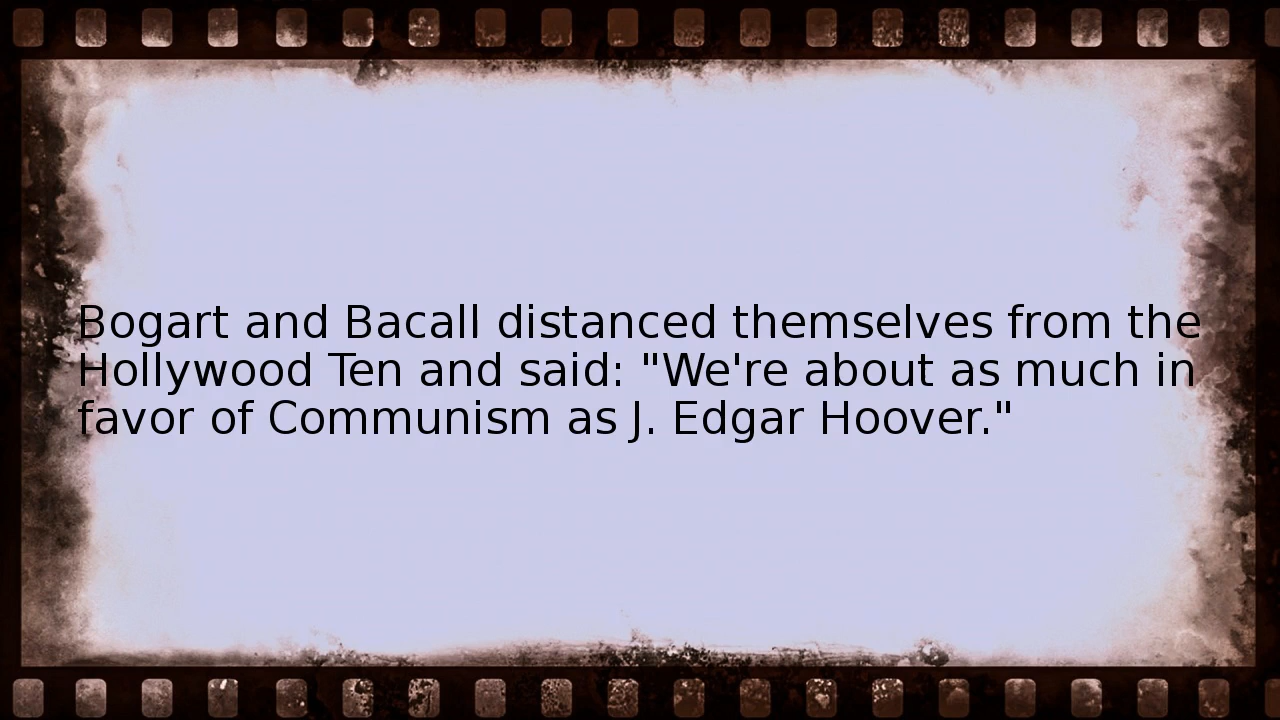 Bogart and Bacall distanced themselves from the
Hollywood Ten and said: "We're about as much in
favor of Communism as J. Edgar Hoover."